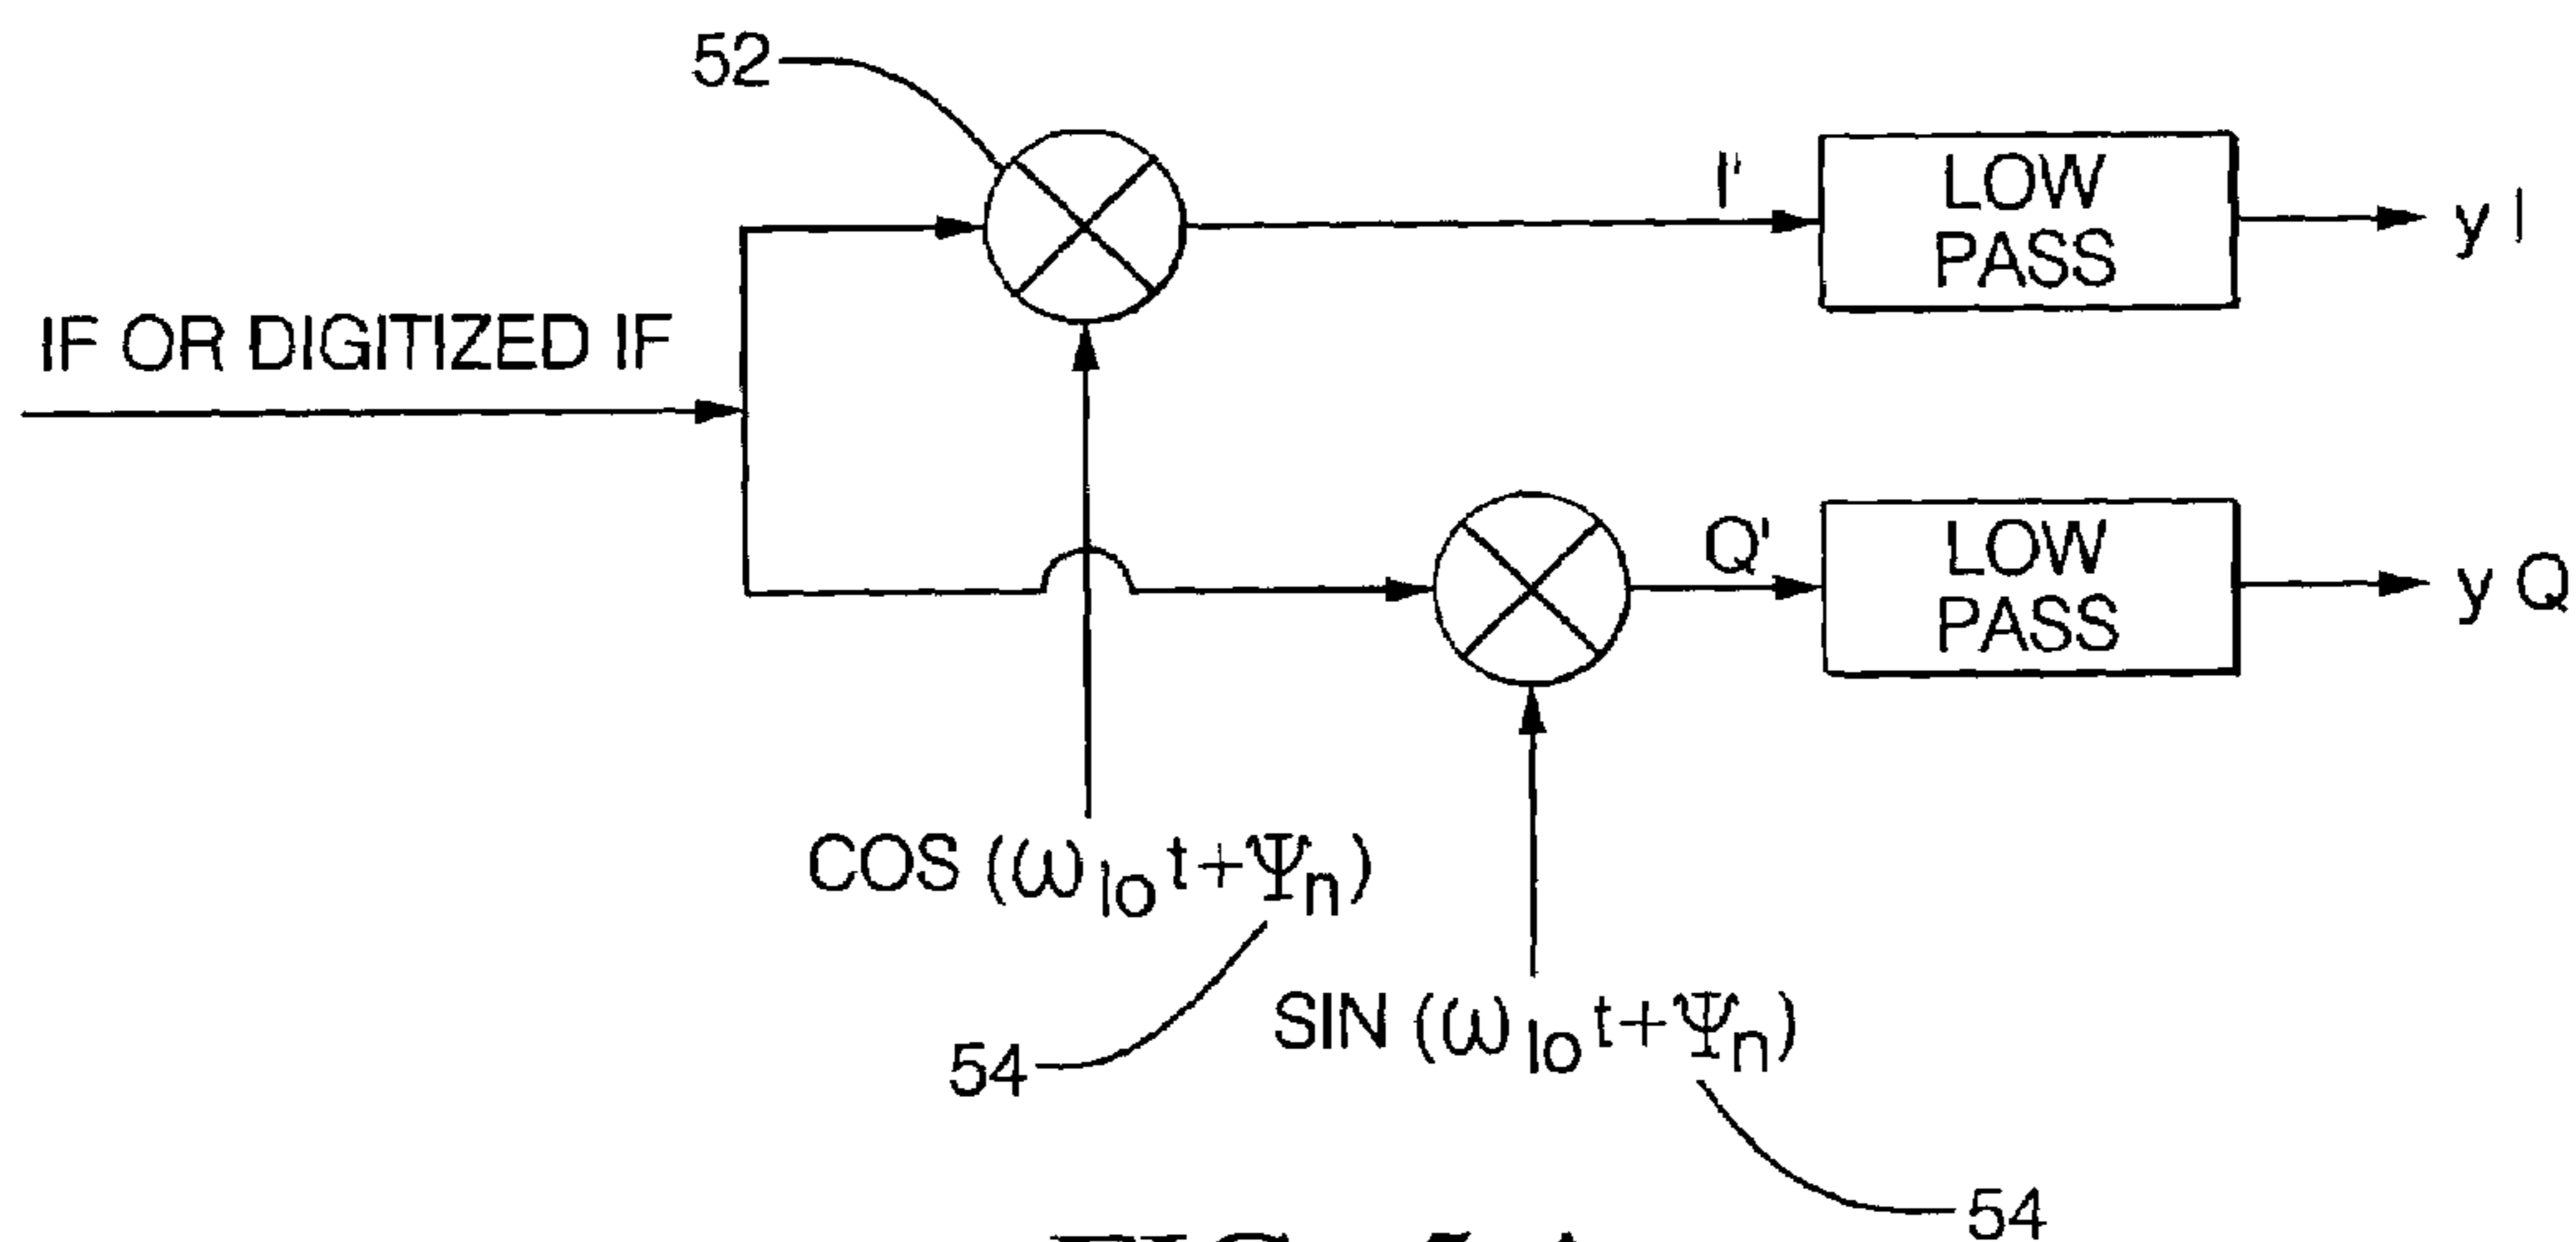 52
I'
LOW
PASS
y I
IF OR DIGITIZED IF
Q'
LOW
PASS
y Q
COS (ω lo t+Ψn)
54
SIN (ω lo t+Ψn)
54